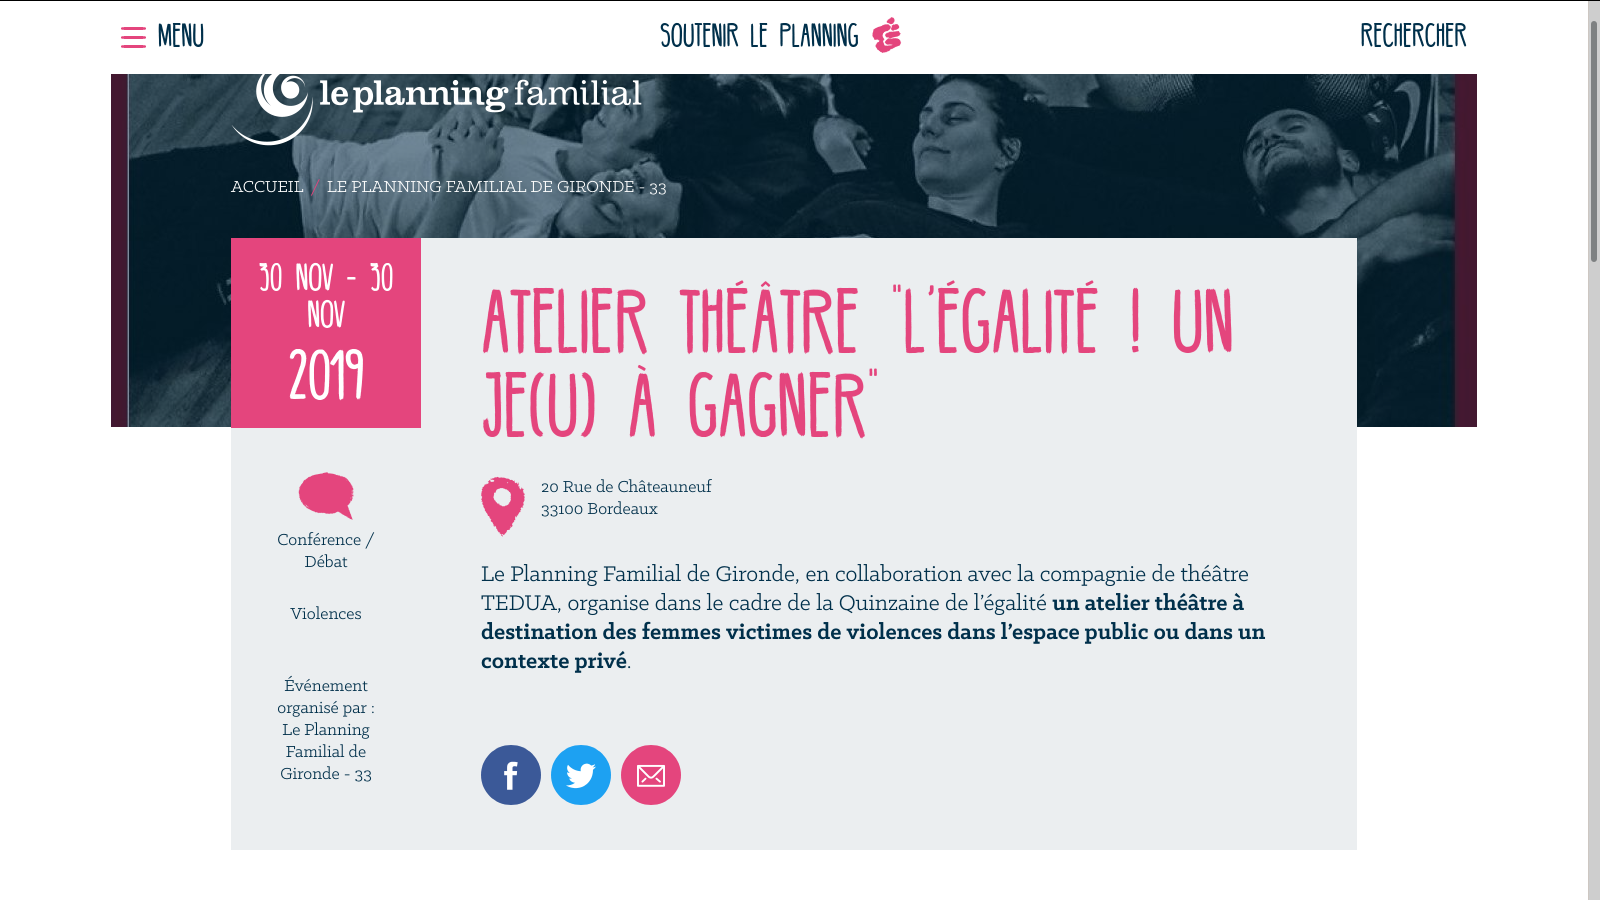 MENU
SOUTENIR LE PLANNING
RECHERCHER
le planning familial
ACCUEIL / LE PLANNING FAMILIAL DE GIRONDE - 33
30 NOV - 30
NOV
2019
ATELIER THÉÂTRE "L'ÉGALITÉ ! UN
JE(U) À GAGNER"
20 Rue de Châteauneuf
33100 Bordeaux
Conférence /
Débat
Violences
Événement
organisé par :
Le Planning
Familial de
Gironde - 33
Le Planning Familial de Gironde, en collaboration avec la compagnie de théâtre
TEDUA, organise dans le cadre de la Quinzaine de l’égalité un atelier théâtre à
destination des femmes victimes de violences dans l’espace public ou dans un
contexte privé.